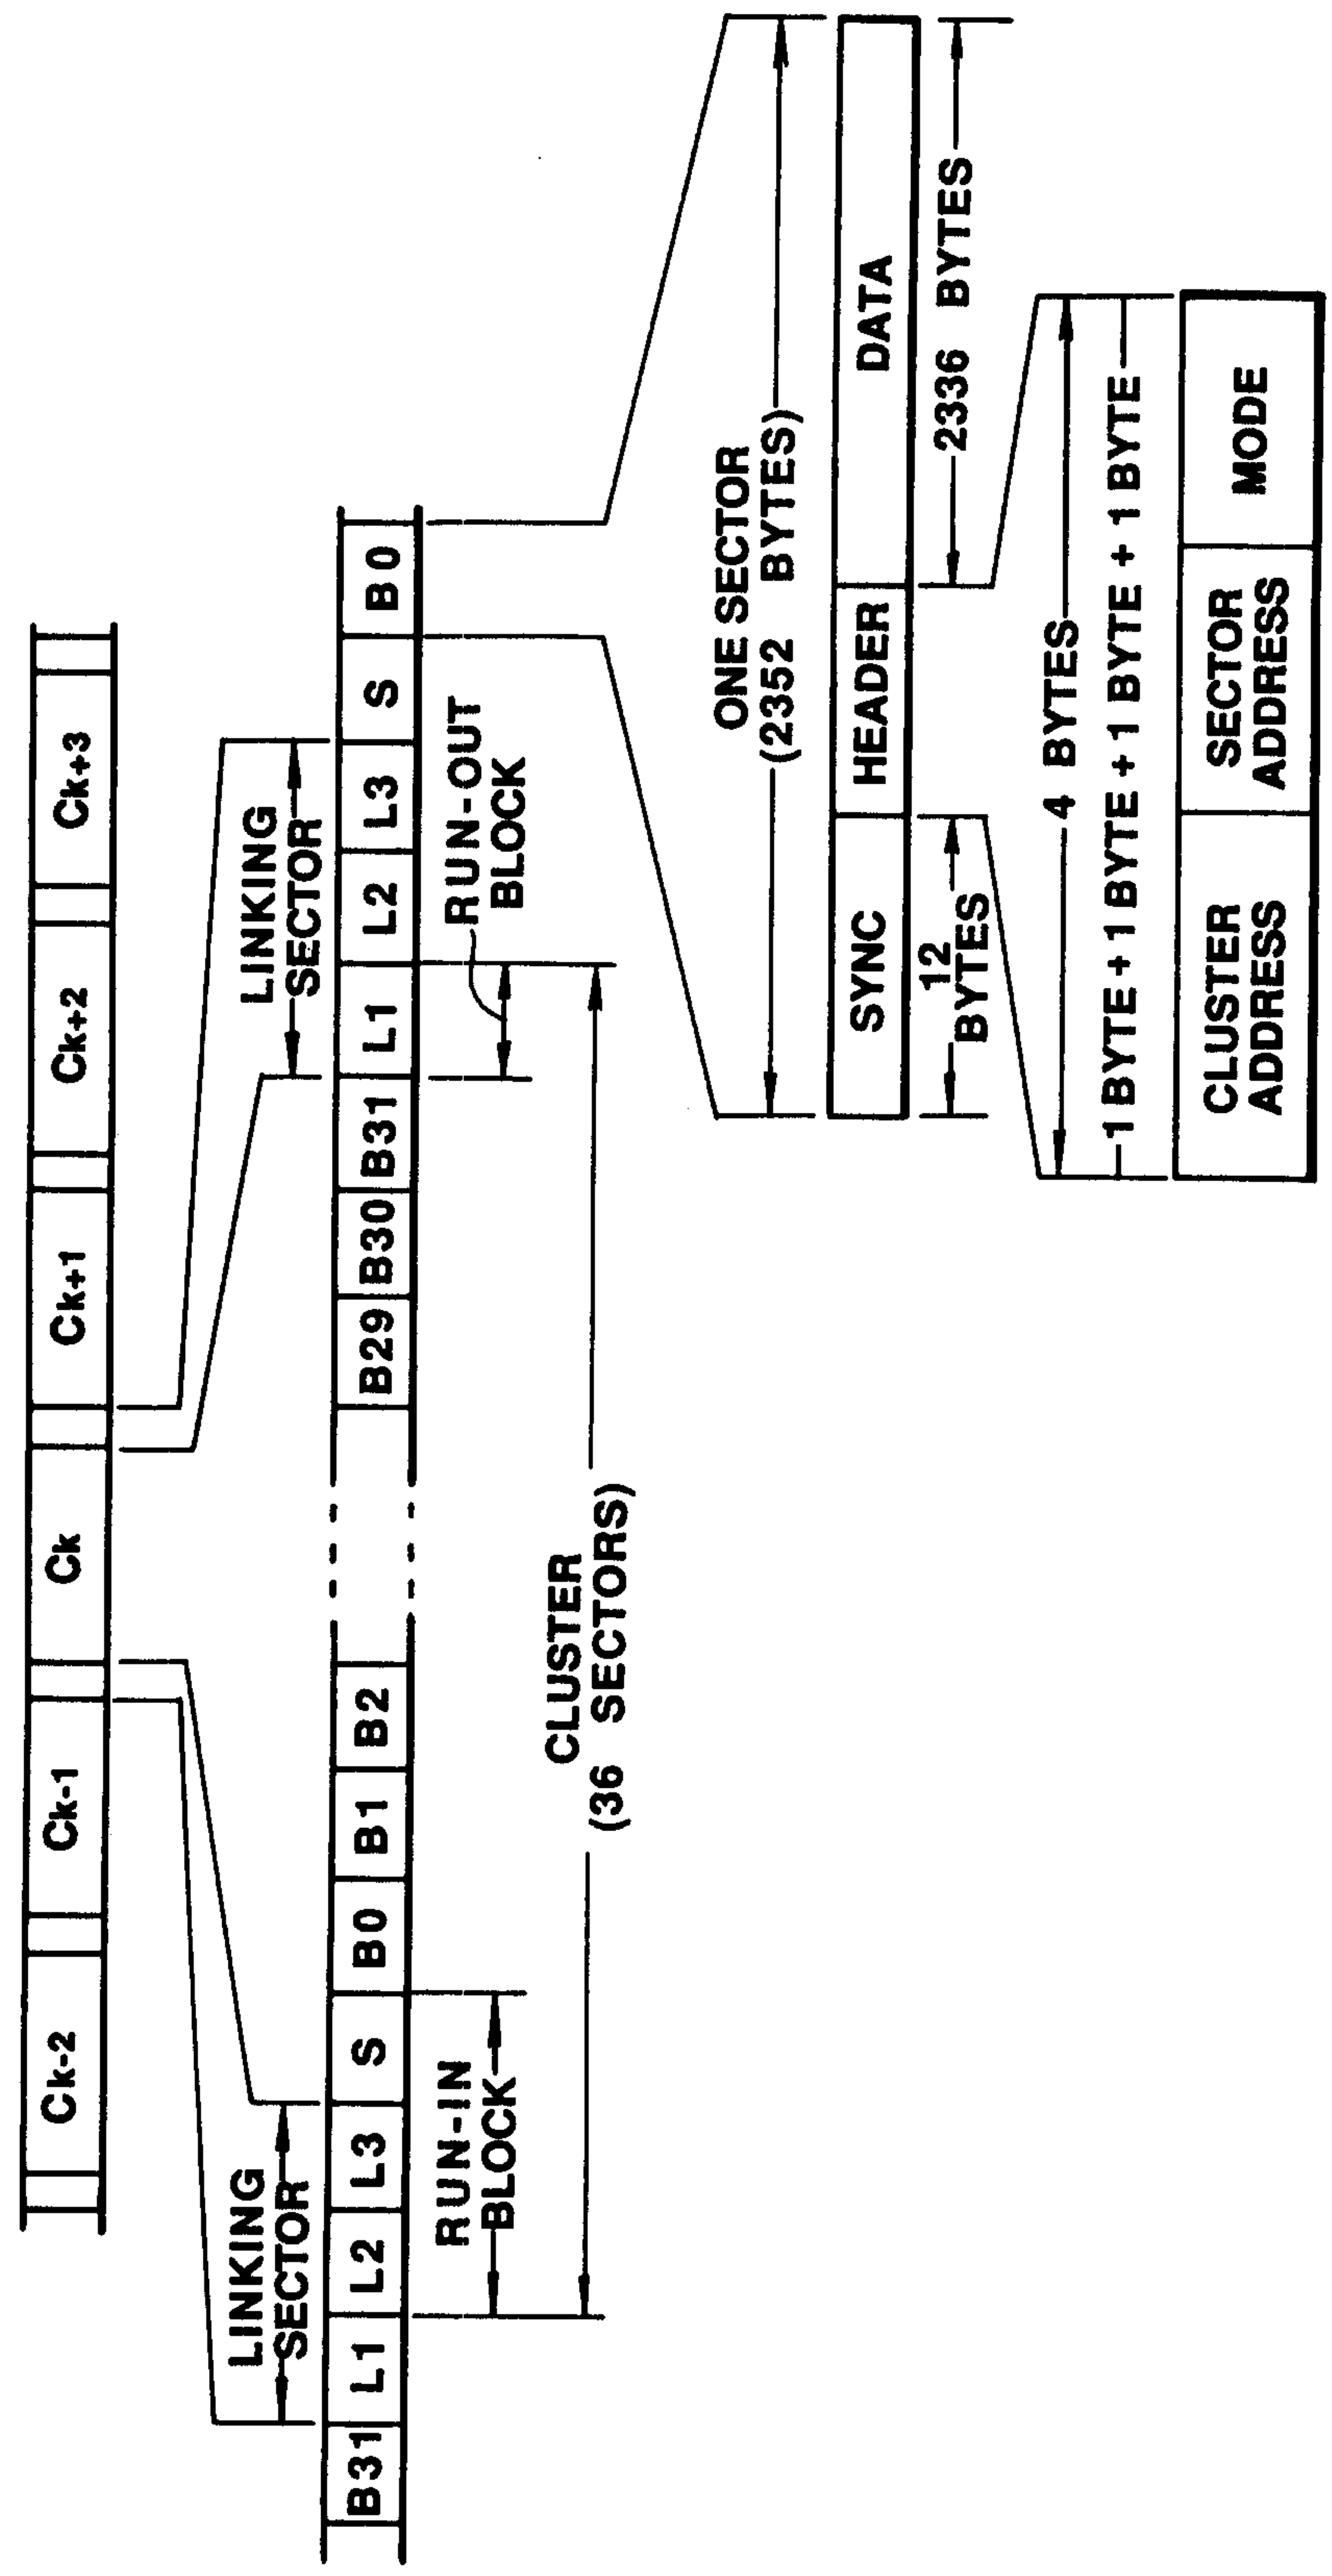 Ck-2 Ck-1 Ck Ck+1 Ck+2 Ck+3
LINKING
SECTOR
LINKING
SECTOR
B31 L1 L2 L3 S B0 B1 B2 B29 B30 B31 L1 L2 L3 S B0
RUN-IN
BLOCK
RUN-OUT
BLOCK
CLUSTER
(36 SECTORS)
ONE SECTOR
(2352 BYTES)
SYNC HEADER DATA
12
BYTES
2336 BYTES
4 BYTES
1 BYTE + 1 BYTE + 1 BYTE + 1 BYTE
CLUSTER
ADDRESS
SECTOR
ADDRESS
MODE